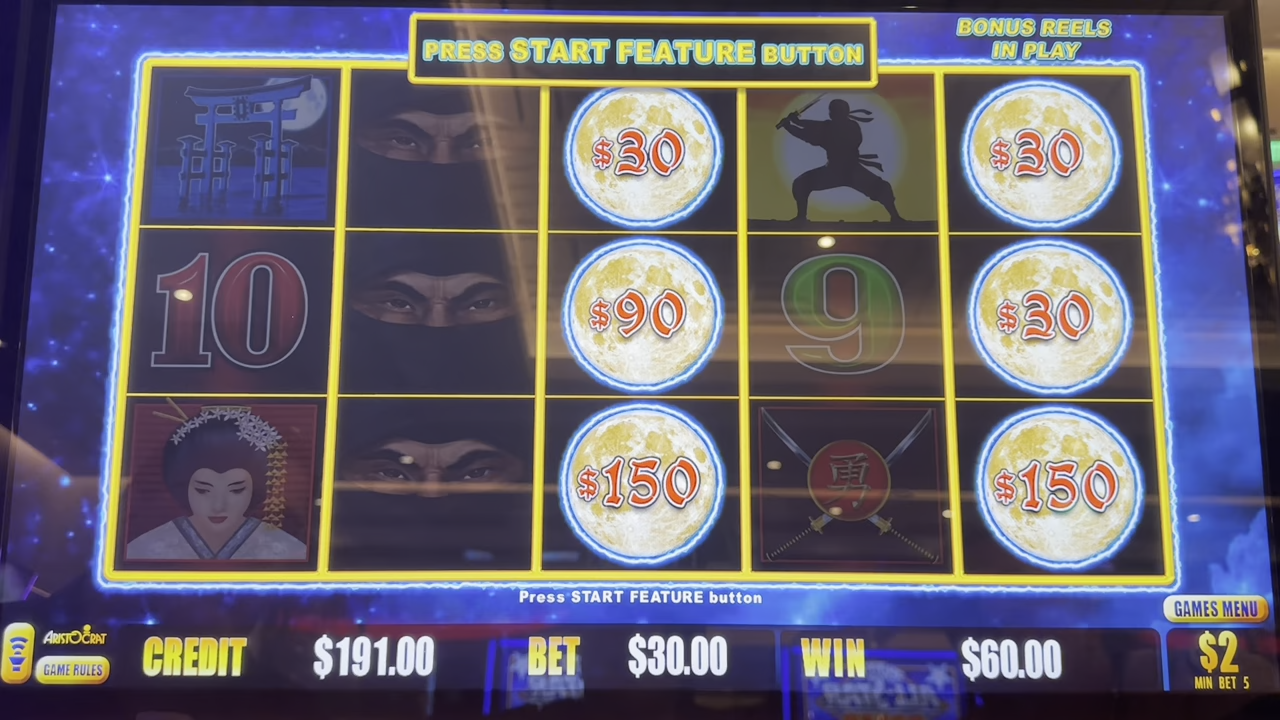 PRESS START FEATURE BUTTON
BONUS REELS
IN PLAY
$30
$30
10
$90
9
$30
$150
勇
$150
Press START FEATURE button
GAMES MENU
ARISTOCRAT
GAME RULES
CREDIT $191.00
BET $30.00
WIN $60.00
$2
MIN BET 5